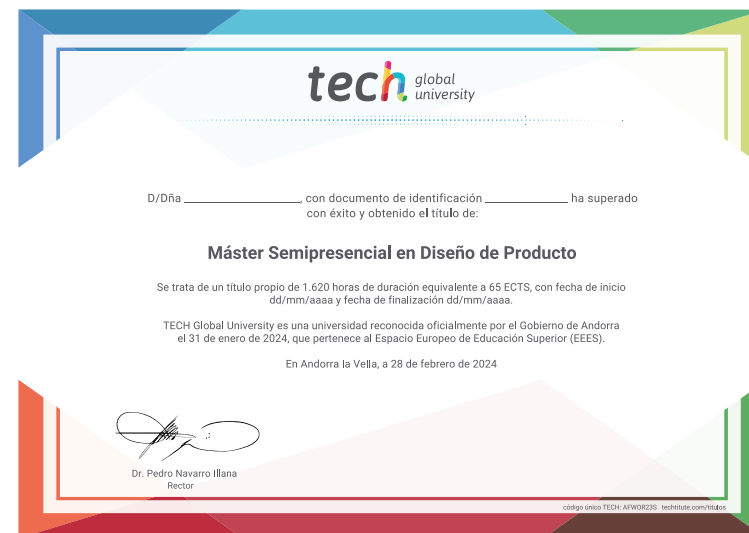 tech global university
D/Dña ____________________, con documento de identificación ______________ ha superado
con éxito y obtenido el título de:
Máster Semipresencial en Diseño de Producto
Se trata de un título propio de 1.620 horas de duración equivalente a 65 ECTS, con fecha de inicio
dd/mm/aaaa y fecha de finalización dd/mm/aaaa.
TECH Global University es una universidad reconocida oficialmente por el Gobierno de Andorra
el 31 de enero de 2024, que pertenece al Espacio Europeo de Educación Superior (EEES).
En Andorra la Vella, a 28 de febrero de 2024
Dr. Pedro Navarro Illana
Rector
código único TECH: AFWOR23S techtitute.com/titulos